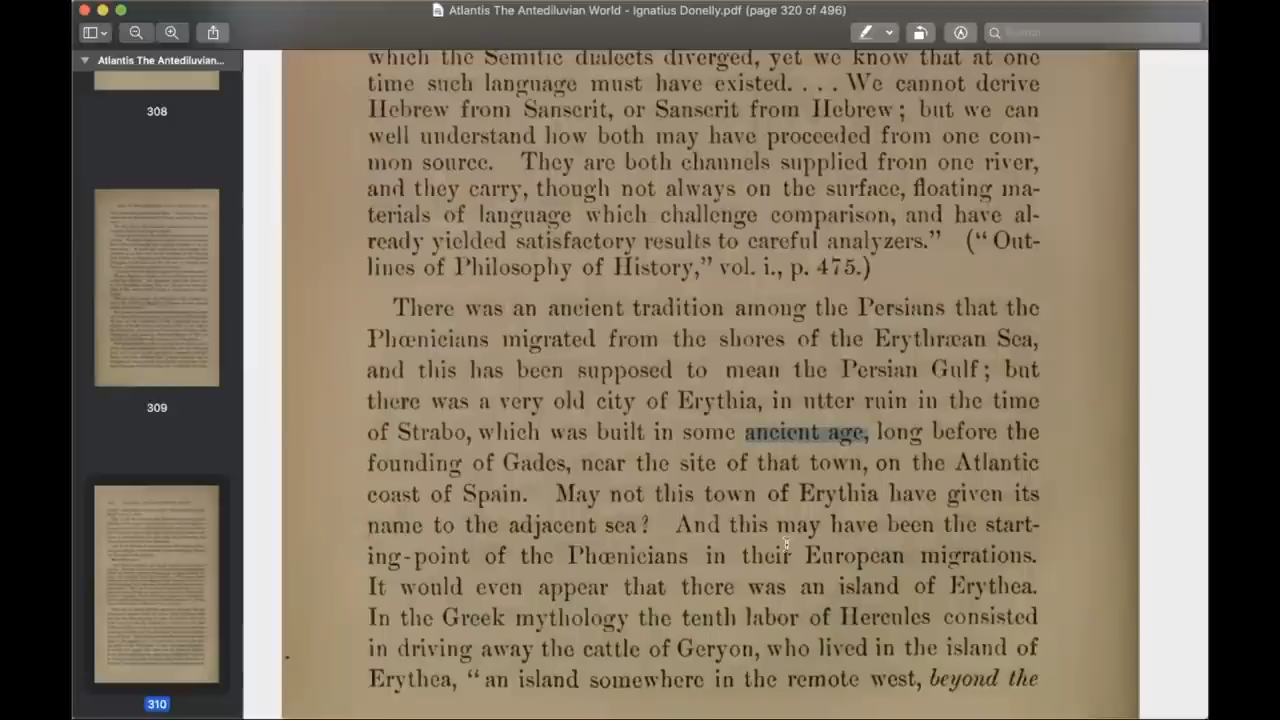 Atlantis The Antediluvian World - Ignatius Donelly.pdf (page 320 of 496)
Search
Atlantis The Antediluvian...
308
309
310
which the Semitic dialects diverged, yet we know that at one
time such language must have existed. . . . We cannot derive
Hebrew from Sanscrit, or Sanscrit from Hebrew; but we can
well understand how both may have proceeded from one com-
mon source. They are both channels supplied from one river,
and they carry, though not always on the surface, floating ma-
terials of language which challenge comparison, and have al-
ready yielded satisfactory results to careful analyzers.” (“Out-
lines of Philosophy of History,” vol. i., p. 475.)
There was an ancient tradition among the Persians that the
Phœnicians migrated from the shores of the Erythræan Sea,
and this has been supposed to mean the Persian Gulf; but
there was a very old city of Erythia, in utter ruin in the time
of Strabo, which was built in some ancient age, long before the
founding of Gades, near the site of that town, on the Atlantic
coast of Spain. May not this town of Erythia have given its
name to the adjacent sea? And this may have been the start-
ing-point of the Phœnicians in their European migrations.
It would even appear that there was an island of Erythea.
In the Greek mythology the tenth labor of Hercules consisted
in driving away the cattle of Geryon, who lived in the island of
Erythea, “an island somewhere in the remote west, beyond the